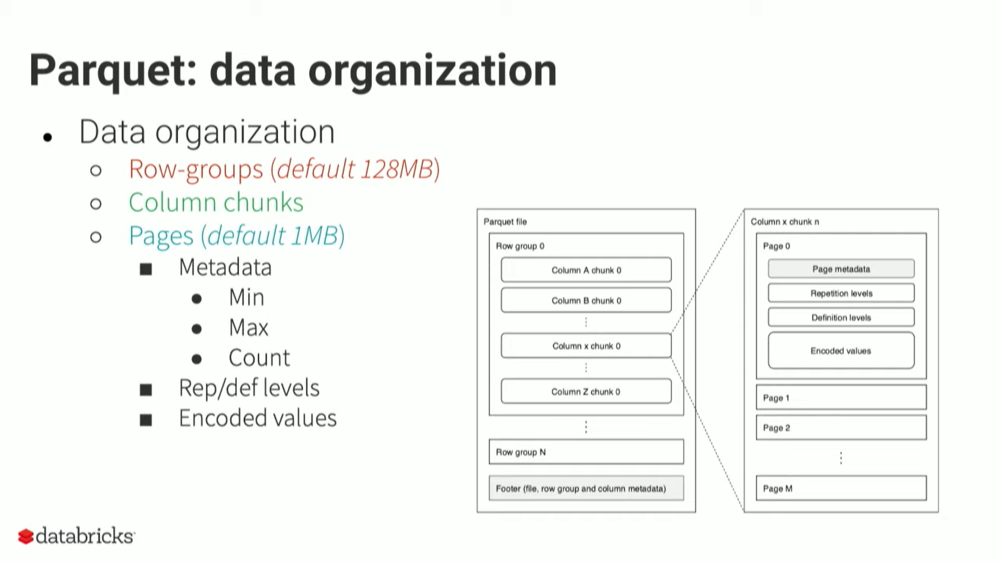 Parquet: data organization
Data organization
Row-groups (default 128MB)
Column chunks
Pages (default 1MB)
Metadata
Min
Max
Count
Rep/def levels
Encoded values
Parquet file
Row group 0
Column A chunk 0
Column B chunk 0
Column x chunk 0
Column Z chunk 0
Row group N
Footer (file, row group and column metadata)
Column x chunk n
Page 0
Page metadata
Repetition levels
Definition levels
Encoded values
Page 1
Page 2
Page M
databricks